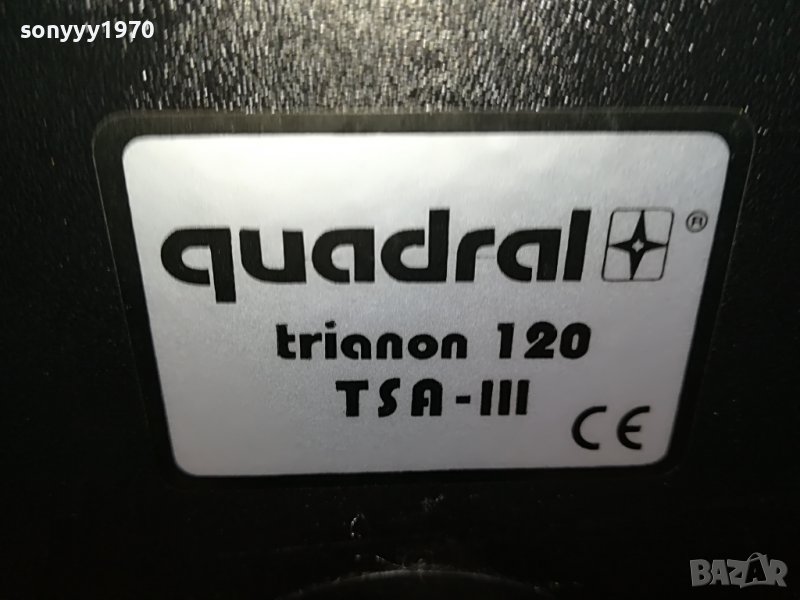 sonyyy1970
quadral ®
trianon 120
TSA-III
CE
BAZAR